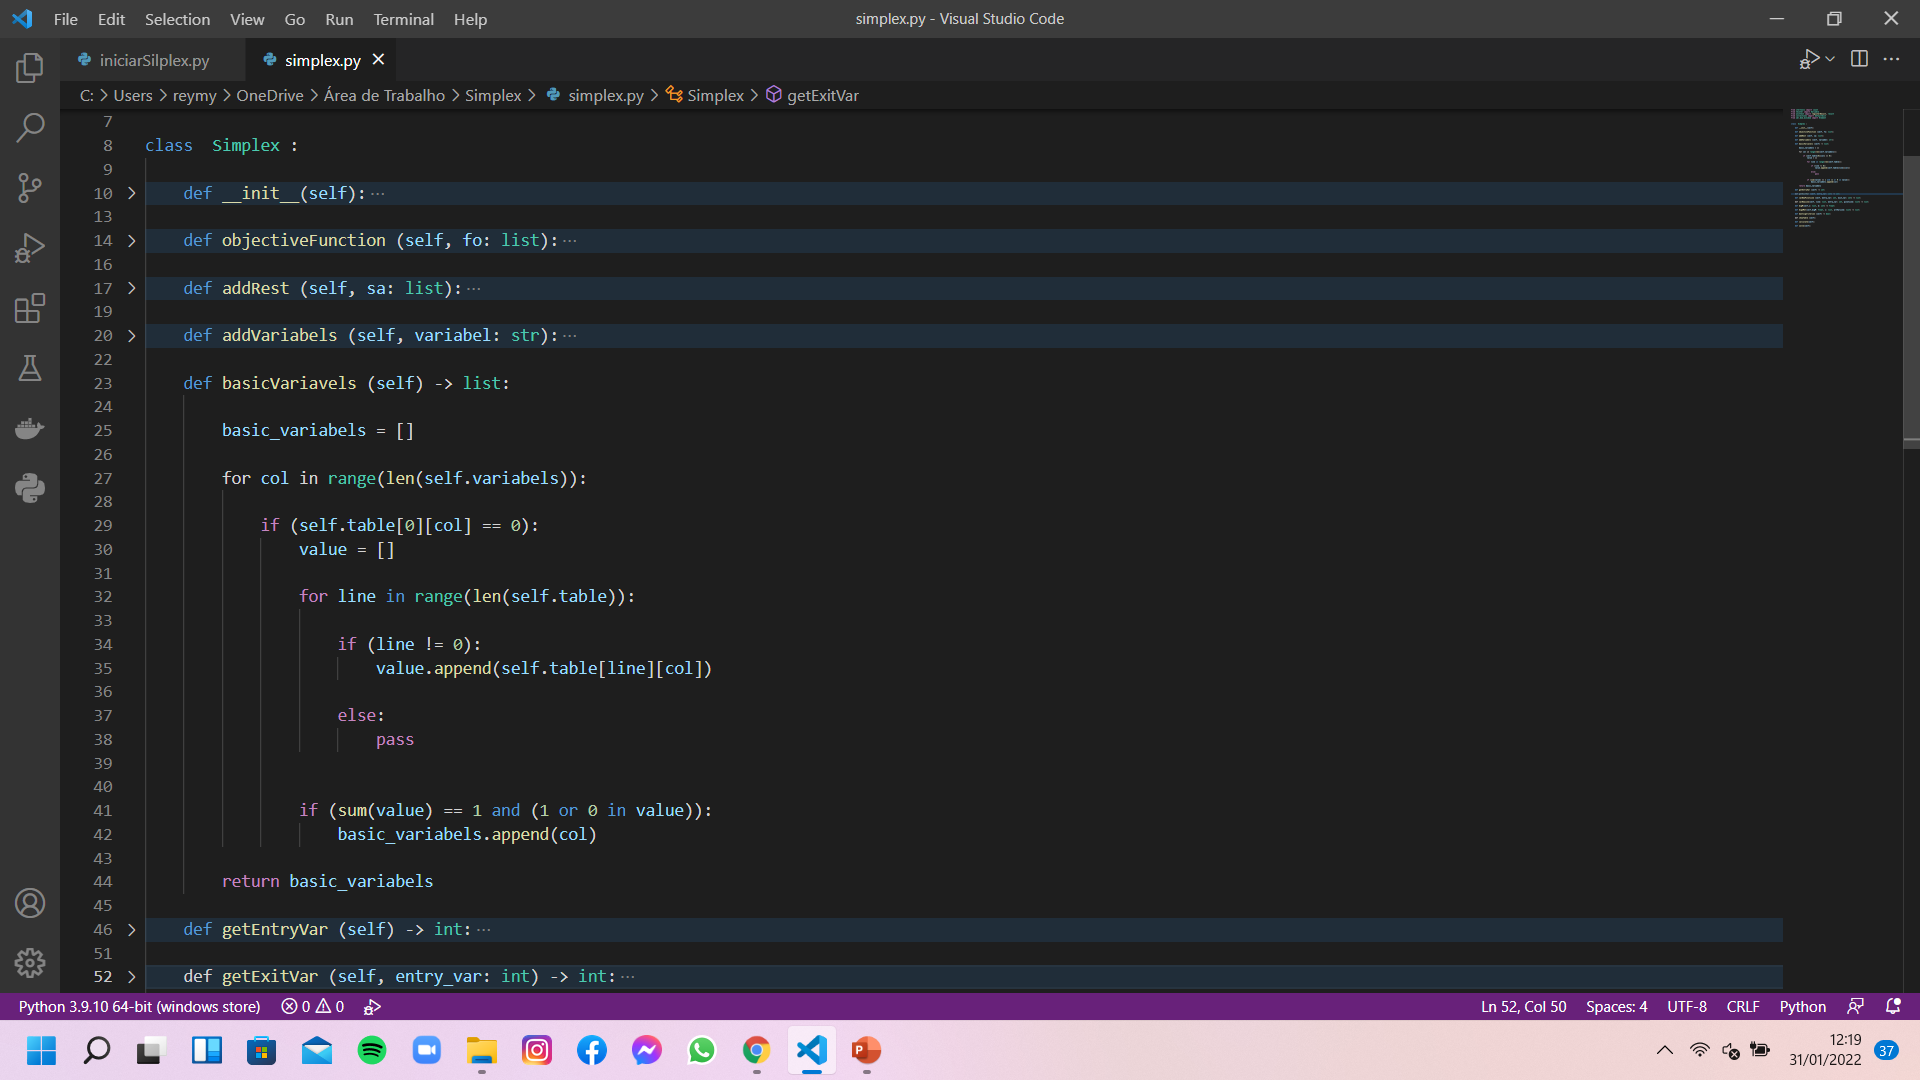 File Edit Selection View Go Run Terminal Help simplex.py - Visual Studio Code
iniciarSilplex.py simplex.py
C: > Users > reymy > OneDrive > Área de Trabalho > Simplex > simplex.py > Simplex > getExitVar
7
8 class Simplex :
9
10 def __init__(self):···
13
14 def objectiveFunction (self, fo: list):···
16
17 def addRest (self, sa: list):···
19
20 def addVariabels (self, variabel: str):···
22
23 def basicVariavels (self) -> list:
24
25 basic_variabels = []
26
27 for col in range(len(self.variabels)):
28
29 if (self.table[0][col] == 0):
30 value = []
31
32 for line in range(len(self.table)):
33
34 if (line != 0):
35 value.append(self.table[line][col])
36
37 else:
38 pass
39
40
41 if (sum(value) == 1 and (1 or 0 in value)):
42 basic_variabels.append(col)
43
44 return basic_variabels
45
46 def getEntryVar (self) -> int:···
51
52 def getExitVar (self, entry_var: int) -> int:···
Python 3.9.10 64-bit (windows store) 0 0 Ln 52, Col 50 Spaces: 4 UTF-8 CRLF Python
12:19
31/01/2022 37